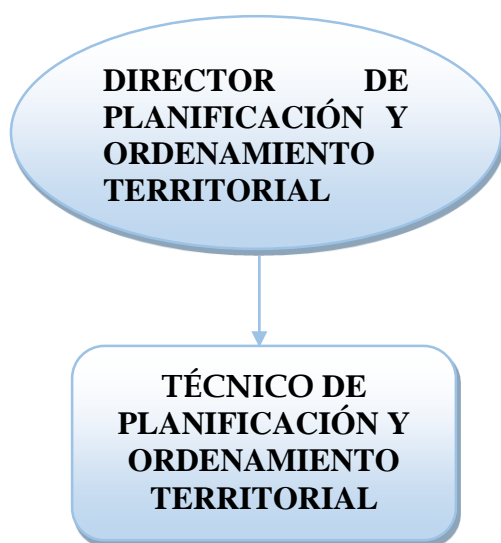 DIRECTOR DE
PLANIFICACIÓN Y
ORDENAMIENTO
TERRITORIAL
TÉCNICO DE
PLANIFICACIÓN Y
ORDENAMIENTO
TERRITORIAL